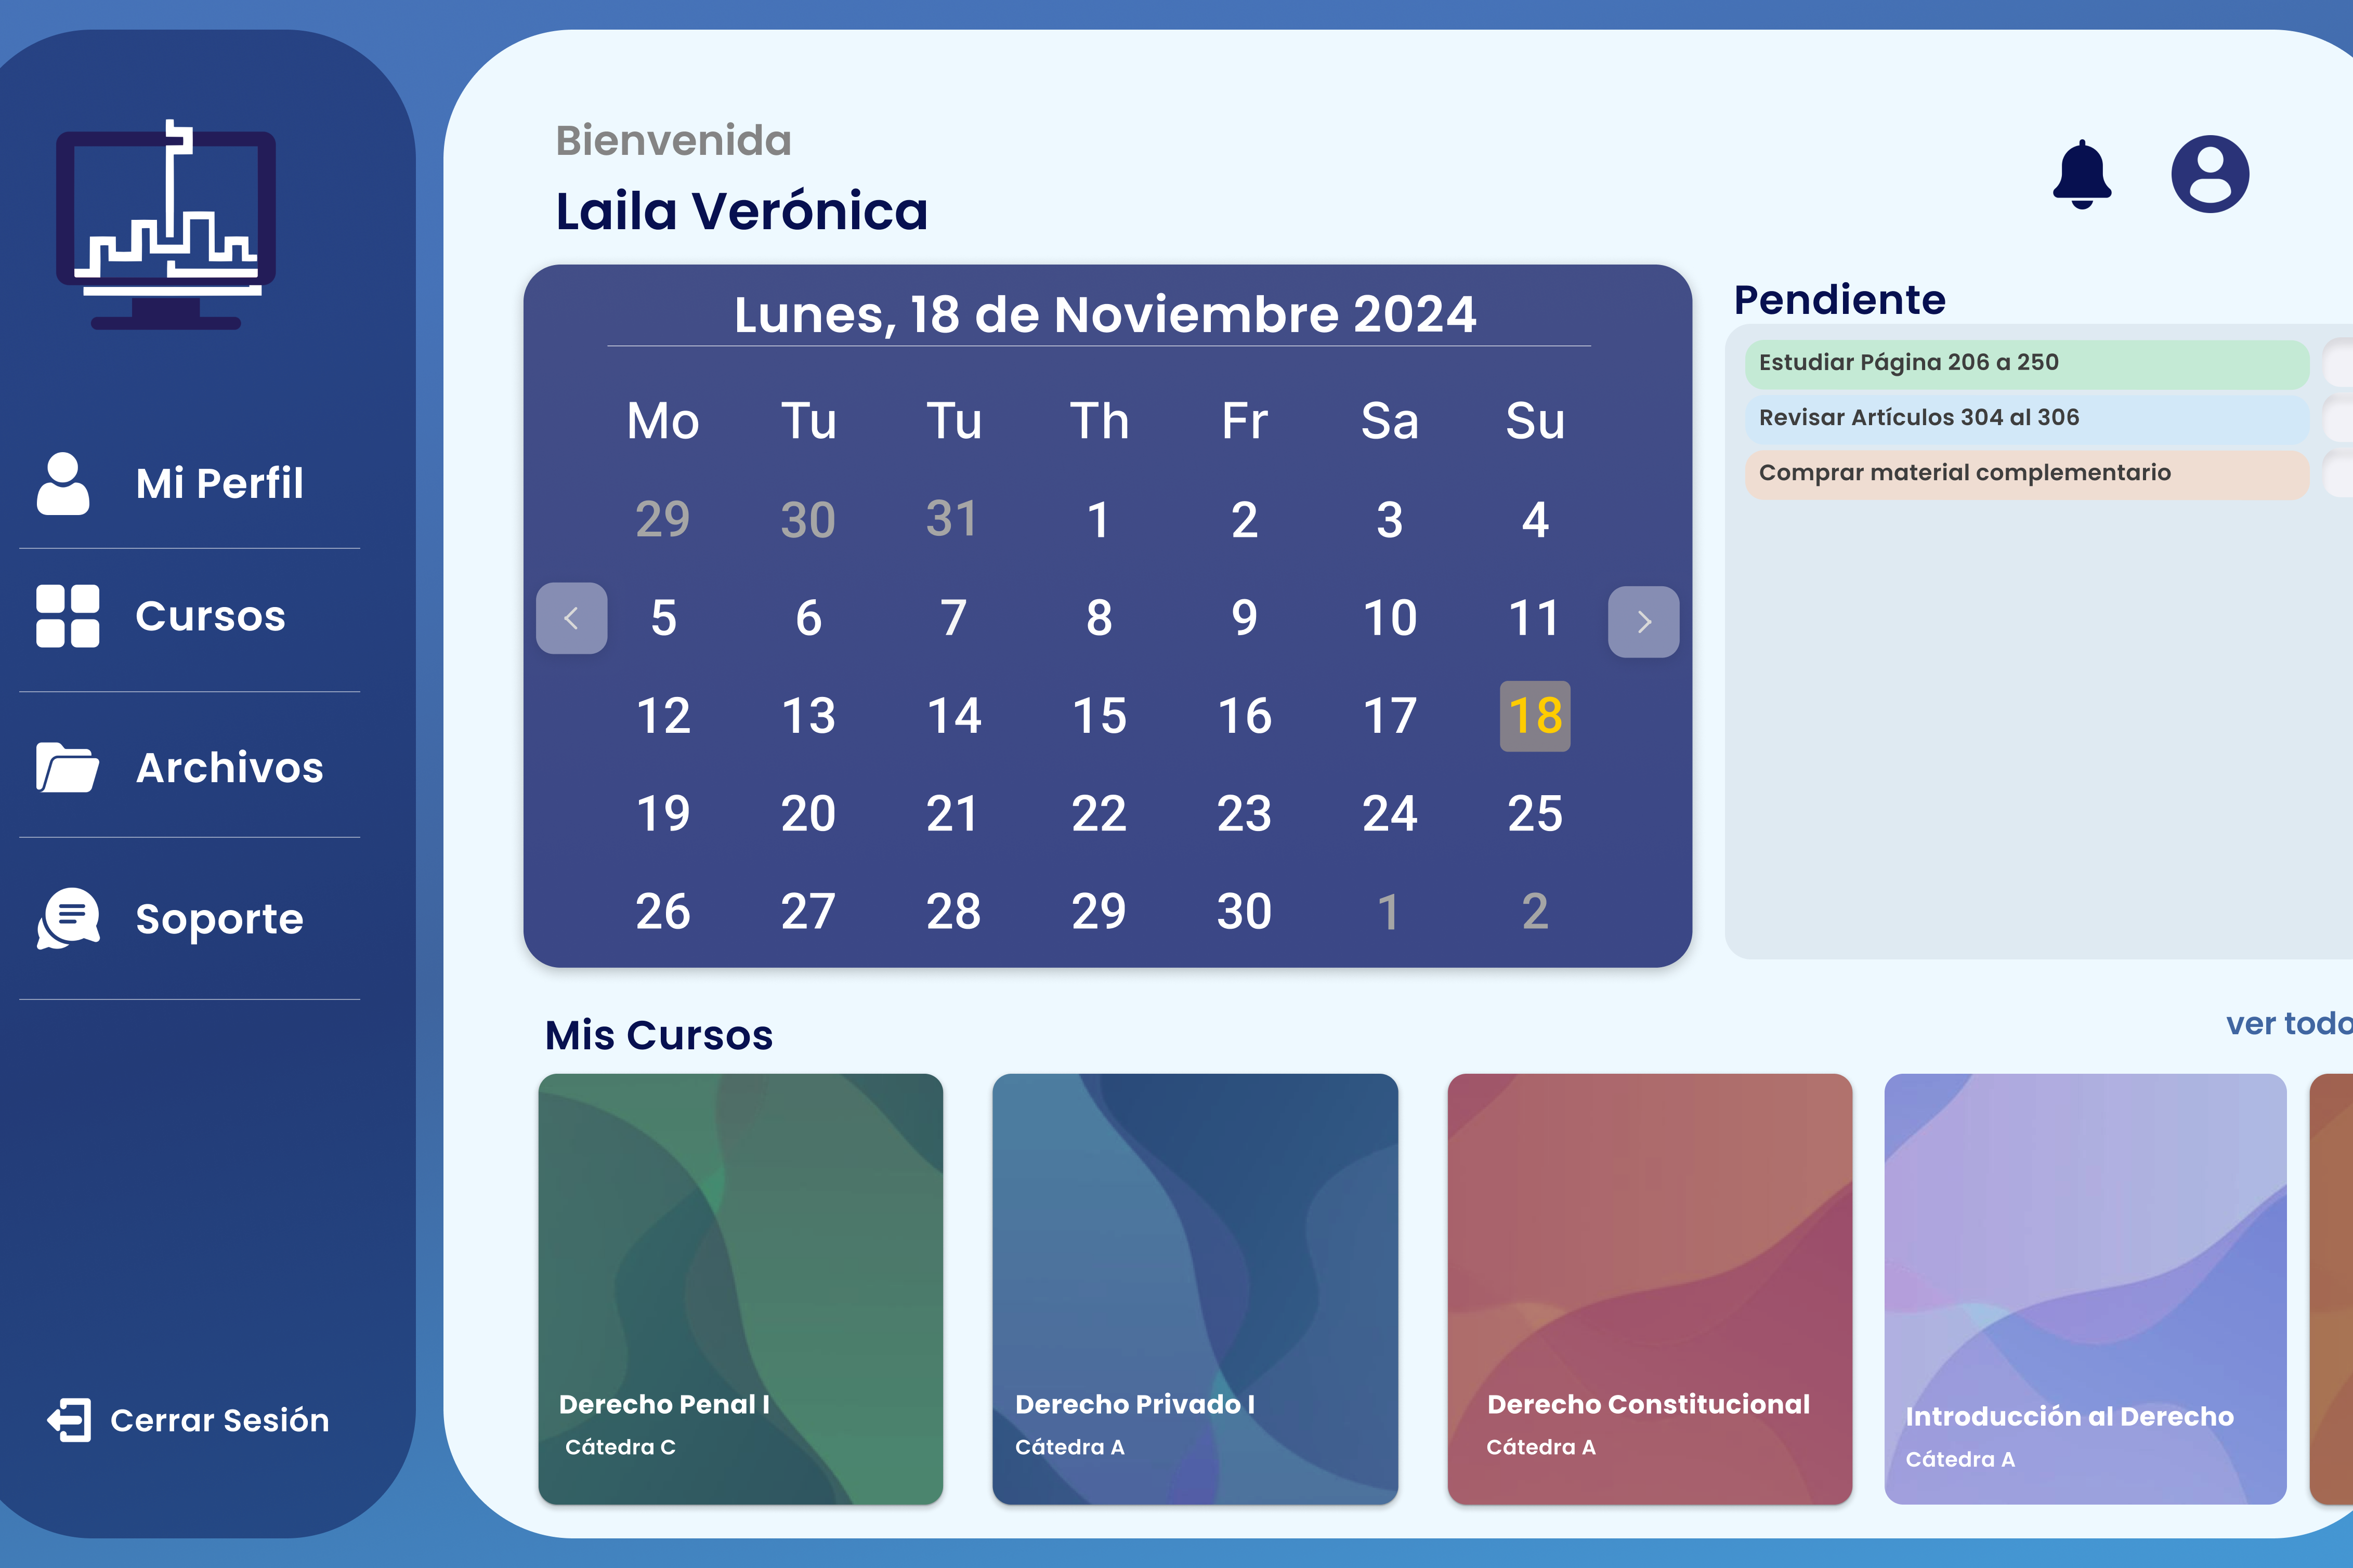 Mi Perfil
Cursos
Archivos
Soporte
Cerrar Sesión
Bienvenida
Laila Verónica
Lunes, 18 de Noviembre 2024
Mo Tu Tu Th Fr Sa Su
29 30 31 1 2 3 4
5 6 7 8 9 10 11
12 13 14 15 16 17 18
19 20 21 22 23 24 25
26 27 28 29 30 1 2
Pendiente
Estudiar Página 206 a 250
Revisar Artículos 304 al 306
Comprar material complementario
Mis Cursos
ver todo
Derecho Penal I
Cátedra C
Derecho Privado I
Cátedra A
Derecho Constitucional
Cátedra A
Introducción al Derecho
Cátedra A